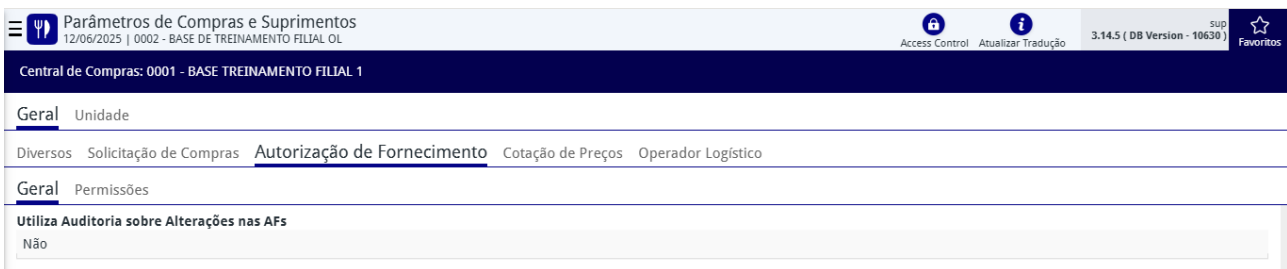 Parâmetros de Compras e Suprimentos
12/06/2025 | 0002 - BASE DE TREINAMENTO FILIAL OL
Access Control
Atualizar Tradução
sup
3.14.5 ( DB Version - 10630 )
Favoritos
Central de Compras: 0001 - BASE TREINAMENTO FILIAL 1
Geral Unidade
Diversos Solicitação de Compras Autorização de Fornecimento Cotação de Preços Operador Logístico
Geral Permissões
Utiliza Auditoria sobre Alterações nas AFs
Não